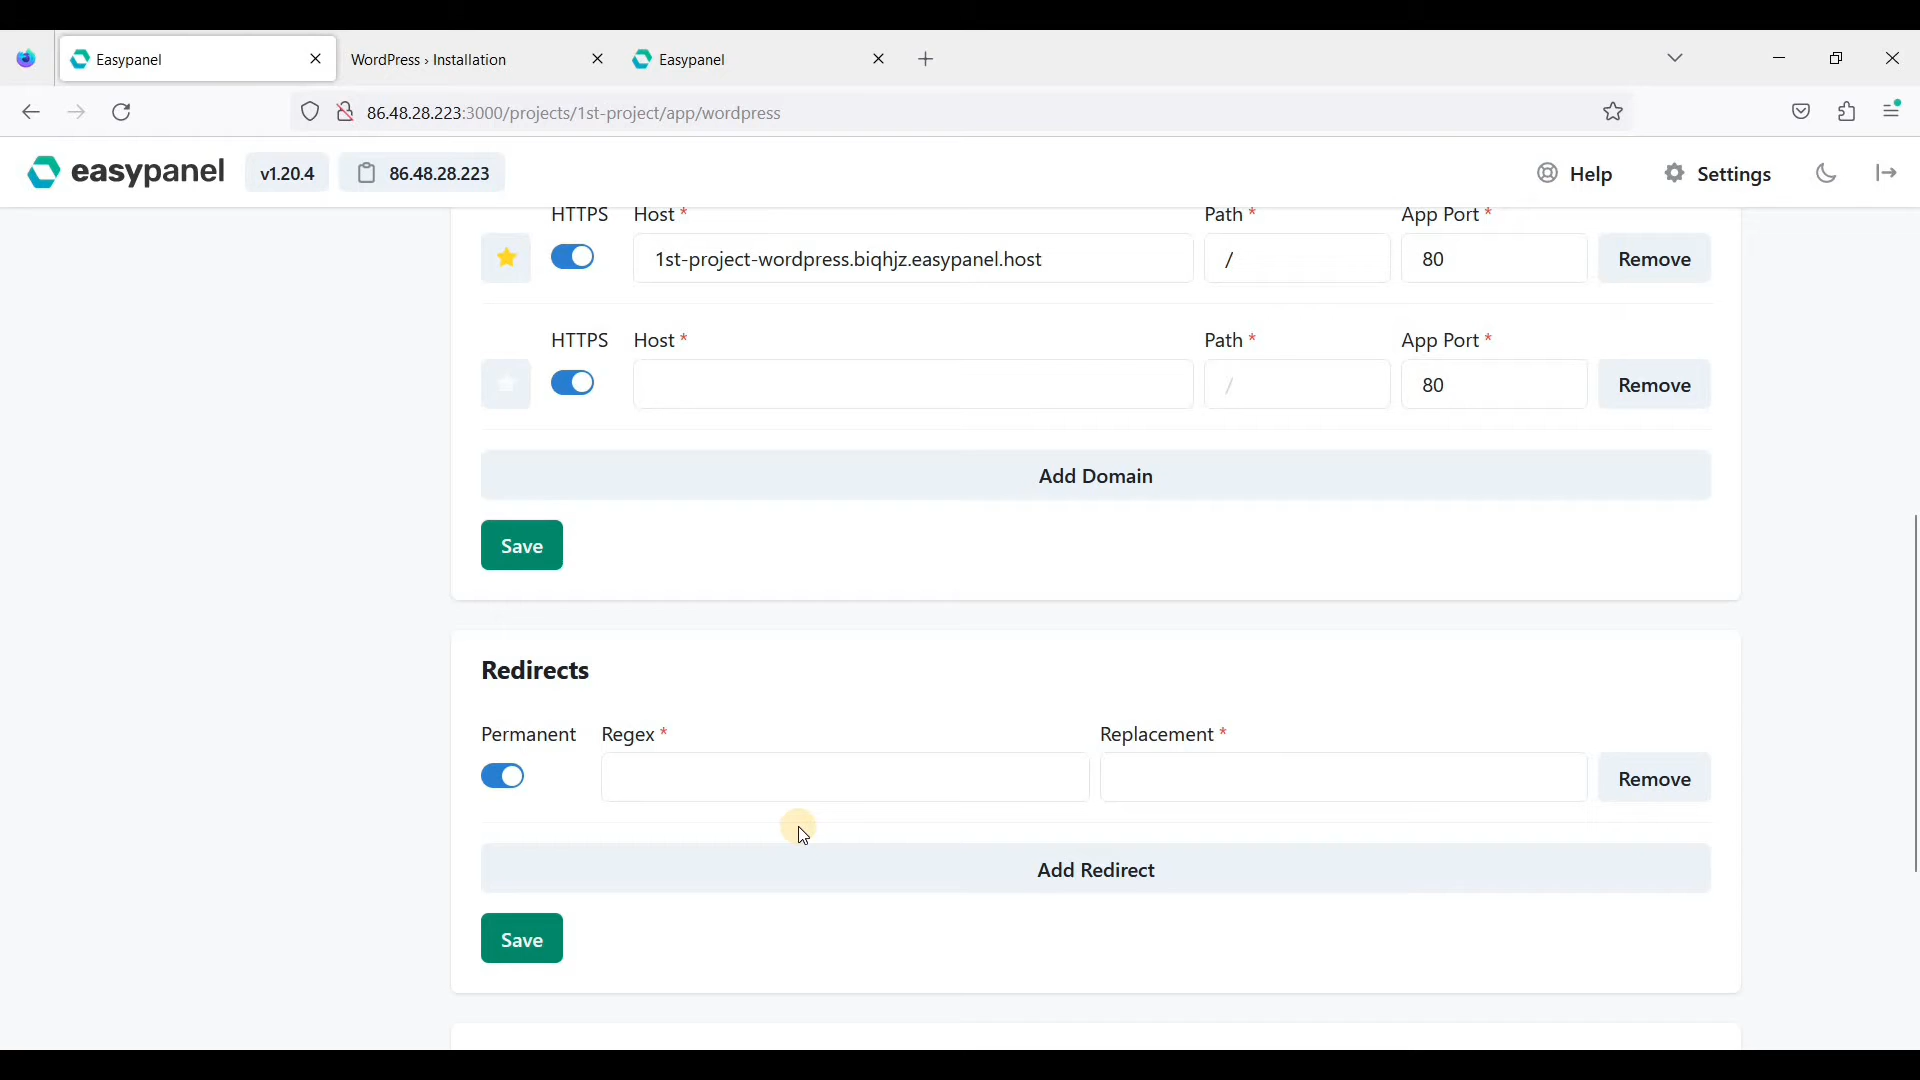 Easypanel
WordPress › Installation
Easypanel
86.48.28.223:3000/projects/1st-project/app/wordpress
easypanel
v1.20.4
86.48.28.223
Help
Settings
HTTPS Host * Path * App Port *
1st-project-wordpress.biqhjz.easypanel.host / 80 Remove
HTTPS Host * Path * App Port *
/ 80 Remove
Add Domain
Save
Redirects
Permanent Regex * Replacement *
Remove
Add Redirect
Save